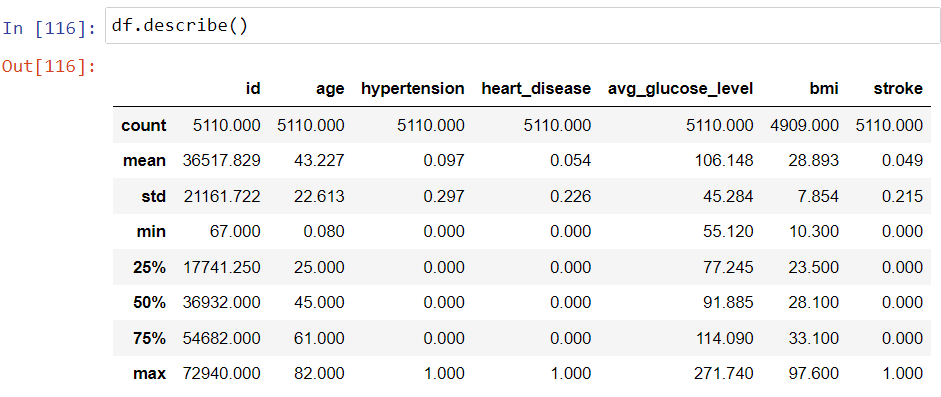 In [116]: df.describe()
Out[116]:
id age hypertension heart_disease avg_glucose_level bmi stroke
count 5110.000 5110.000 5110.000 5110.000 5110.000 4909.000 5110.000
mean 36517.829 43.227 0.097 0.054 106.148 28.893 0.049
std 21161.722 22.613 0.297 0.226 45.284 7.854 0.215
min 67.000 0.080 0.000 0.000 55.120 10.300 0.000
25% 17741.250 25.000 0.000 0.000 77.245 23.500 0.000
50% 36932.000 45.000 0.000 0.000 91.885 28.100 0.000
75% 54682.000 61.000 0.000 0.000 114.090 33.100 0.000
max 72940.000 82.000 1.000 1.000 271.740 97.600 1.000